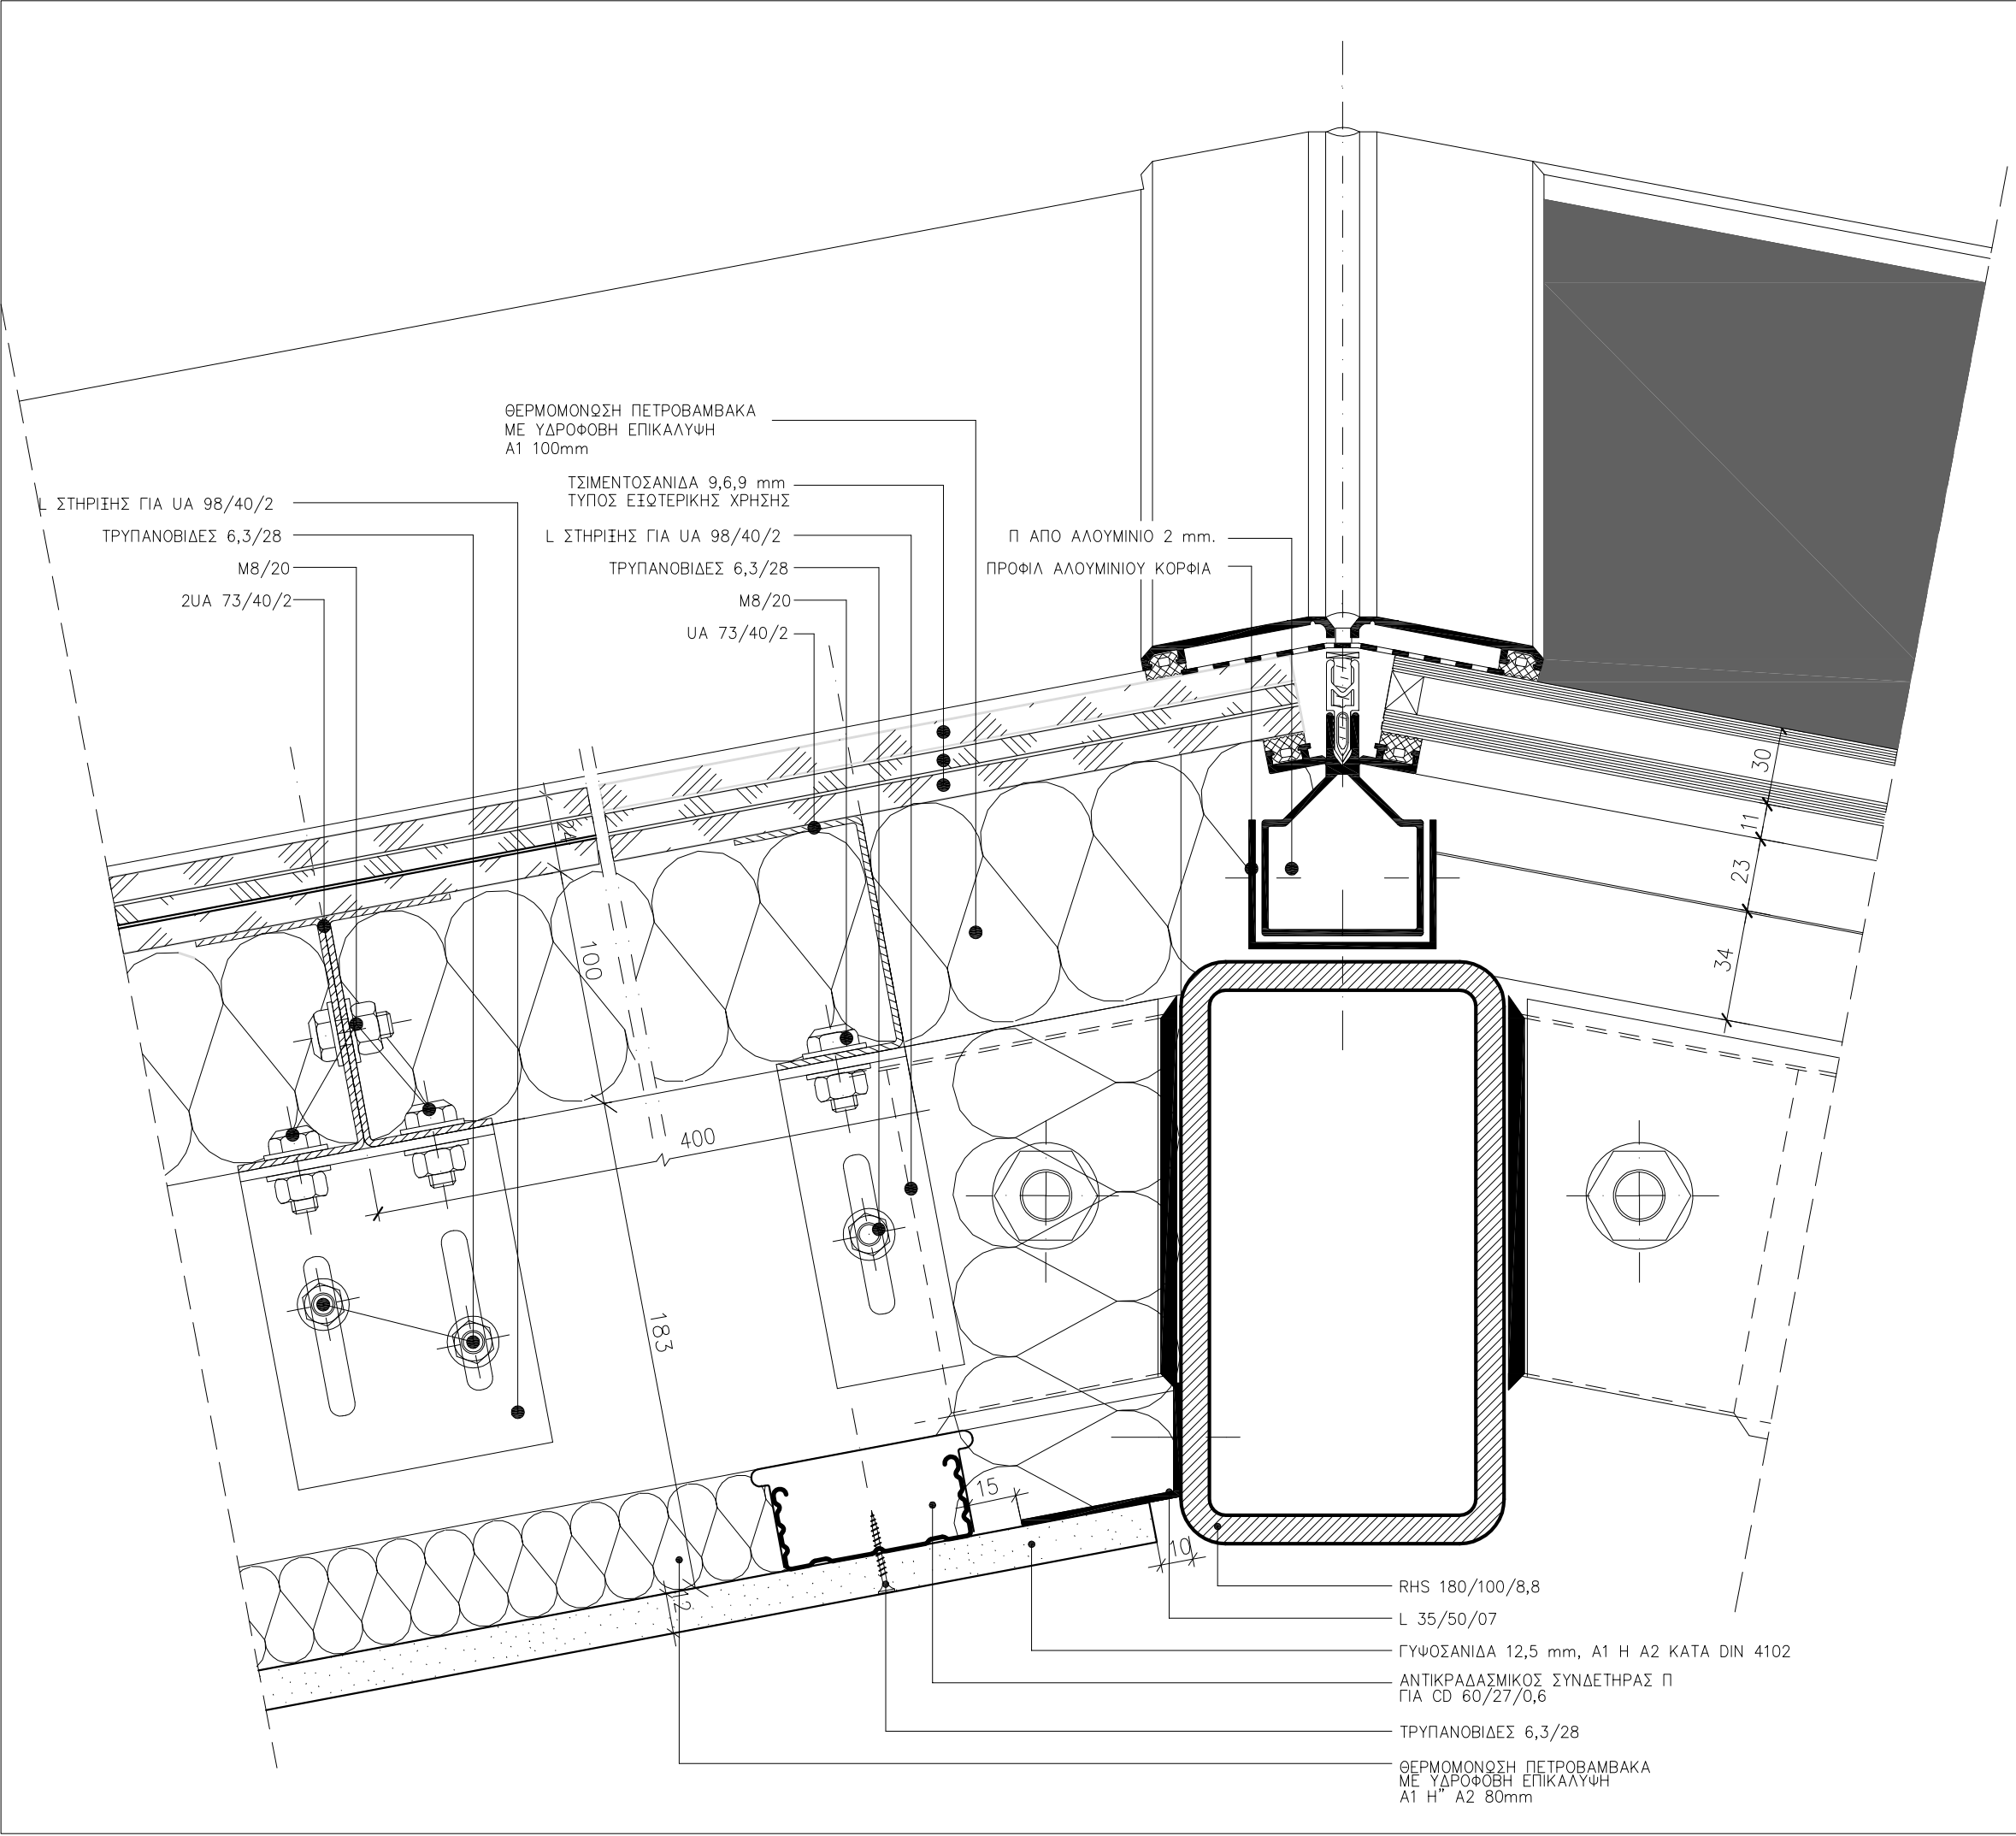 ΘΕΡΜΟΜΟΝΩΣΗ ΠΕΤΡΟΒΑΜΒΑΚΑ
ΜΕ ΥΔΡΟΦΟΒΗ ΕΠΙΚΑΛΥΨΗ
Α1 100mm
ΤΣΙΜΕΝΤΟΣΑΝΙΔΑ 9,6,9 mm
ΤΥΠΟΣ ΕΞΩΤΕΡΙΚΗΣ ΧΡΗΣΗΣ
L ΣΤΗΡΙΞΗΣ ΓΙΑ UA 98/40/2
ΤΡΥΠΑΝΟΒΙΔΕΣ 6,3/28
M8/20
2UA 73/40/2
L ΣΤΗΡΙΞΗΣ ΓΙΑ UA 98/40/2
ΤΡΥΠΑΝΟΒΙΔΕΣ 6,3/28
M8/20
UA 73/40/2
Π ΑΠΟ ΑΛΟΥΜΙΝΙΟ 2 mm.
ΠΡΟΦΙΛ ΑΛΟΥΜΙΝΙΟΥ ΚΟΡΦΙΑ
30
11
23
34
100
400
183
15
10
12
RHS 180/100/8,8
L 35/50/07
ΓΥΨΟΣΑΝΙΔΑ 12,5 mm, Α1 Η Α2 ΚΑΤΑ DIN 4102
ΑΝΤΙΚΡΑΔΑΣΜΙΚΟΣ ΣΥΝΔΕΤΗΡΑΣ Π
ΓΙΑ CD 60/27/0,6
ΤΡΥΠΑΝΟΒΙΔΕΣ 6,3/28
ΘΕΡΜΟΜΟΝΩΣΗ ΠΕΤΡΟΒΑΜΒΑΚΑ
ΜΕ ΥΔΡΟΦΟΒΗ ΕΠΙΚΑΛΥΨΗ
Α1 Η" Α2 80mm